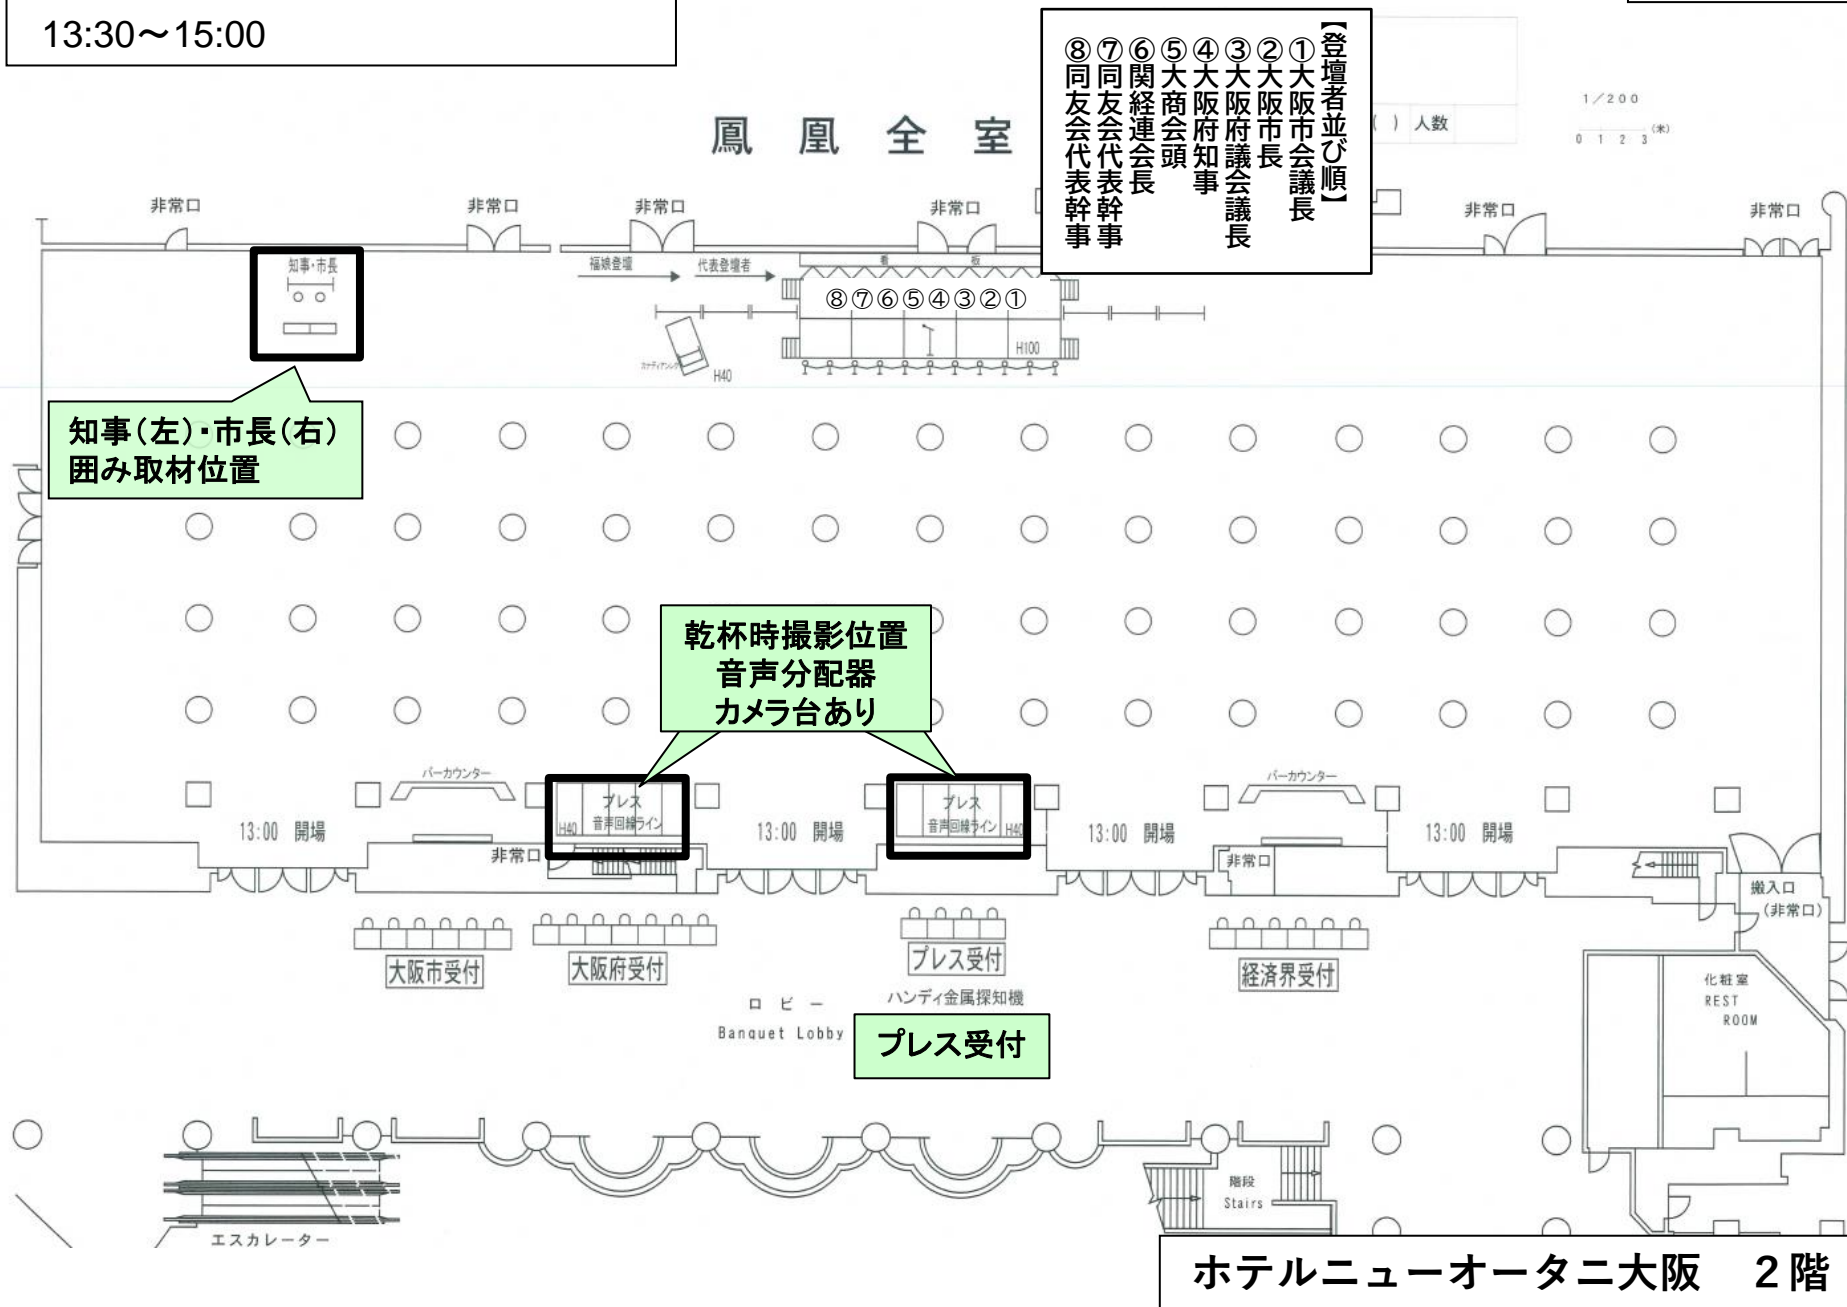 13:30～15:00
【登壇者並び順】
①大阪市会議長
②大阪市長
③大阪府議会議長
④大阪府知事
⑤大商会頭
⑥関経連会長
⑦同友会代表幹事
⑧同友会代表幹事
( ) 人数
1／200
0 1 2 3 (米)
鳳凰全室
非常口
非常口
非常口
非常口
非常口
非常口
知事・市長
福娘登壇
代表登壇者
看 板
⑧⑦⑥⑤④③②①
H100
H40
知事(左)・市長(右)
囲み取材位置
乾杯時撮影位置
音声分配器
カメラ台あり
バーカウンター
プレス
音声回線ライン
H40
プレス
音声回線ライン
H40
バーカウンター
13:00 開場
13:00 開場
13:00 開場
13:00 開場
非常口
非常口
搬入口
(非常口)
大阪市受付
大阪府受付
プレス受付
経済界受付
ハンディ金属探知機
ロビー
Banquet Lobby
プレス受付
化粧室
REST
ROOM
階段
Stairs
エスカレーター
ホテルニューオータニ大阪　２階